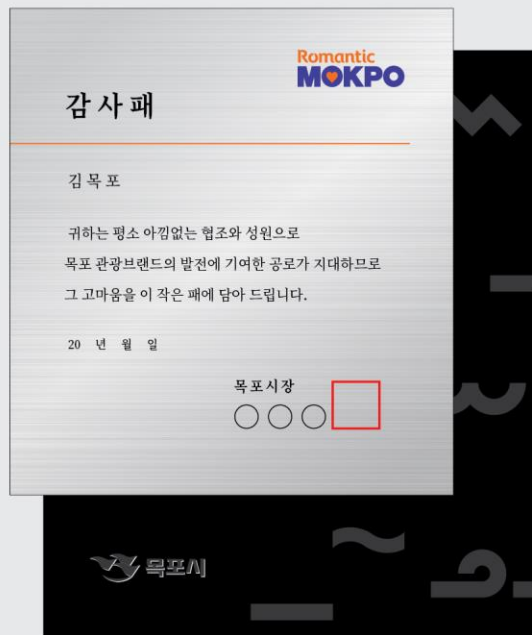 Romantic
MOKPO
감사패
김목포
귀하는 평소 아낌없는 협조와 성원으로
목포 관광브랜드의 발전에 기여한 공로가 지대하므로
그 고마움을 이 작은 패에 담아 드립니다.
20 년 월 일
목포시장
○○○
목포시